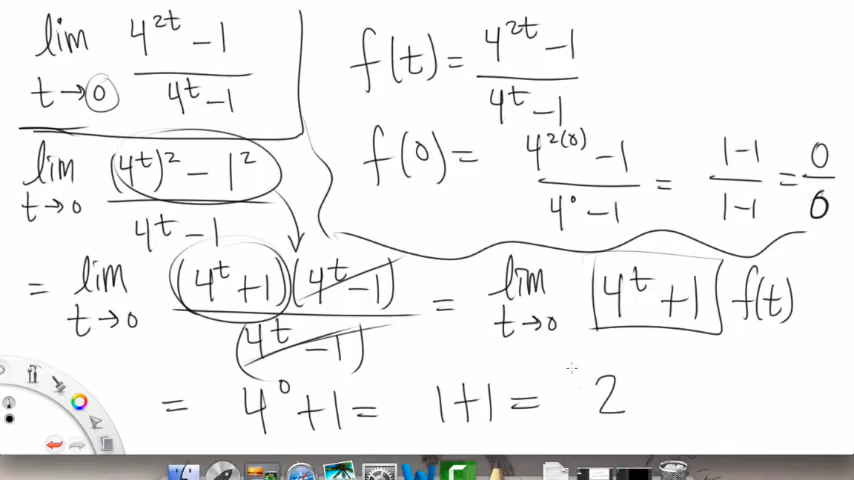 lim t→0 (4^2t − 1)/(4^t − 1)
f(t) = (4^2t − 1)/(4^t − 1)
f(0) = (4^2(0) − 1)/(4^0 − 1) = (1−1)/(1−1) = 0/0
lim t→0 ((4^t)^2 − 1^2)/(4^t − 1)
= lim t→0 (4^t + 1)(4^t − 1)/(4^t − 1) = lim t→0 4^t + 1 f(t)
= 4^0 + 1 = 1 + 1 = 2